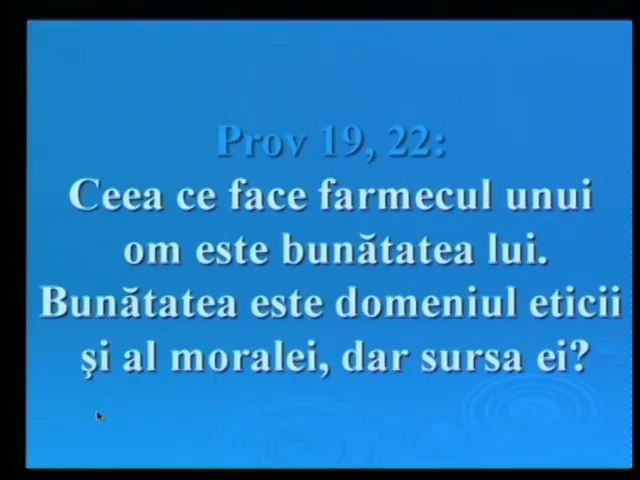 Prov 19, 22:
Ceea ce face farmecul unui
om este bunătatea lui.
Bunătatea este domeniul eticii
şi al moralei, dar sursa ei?